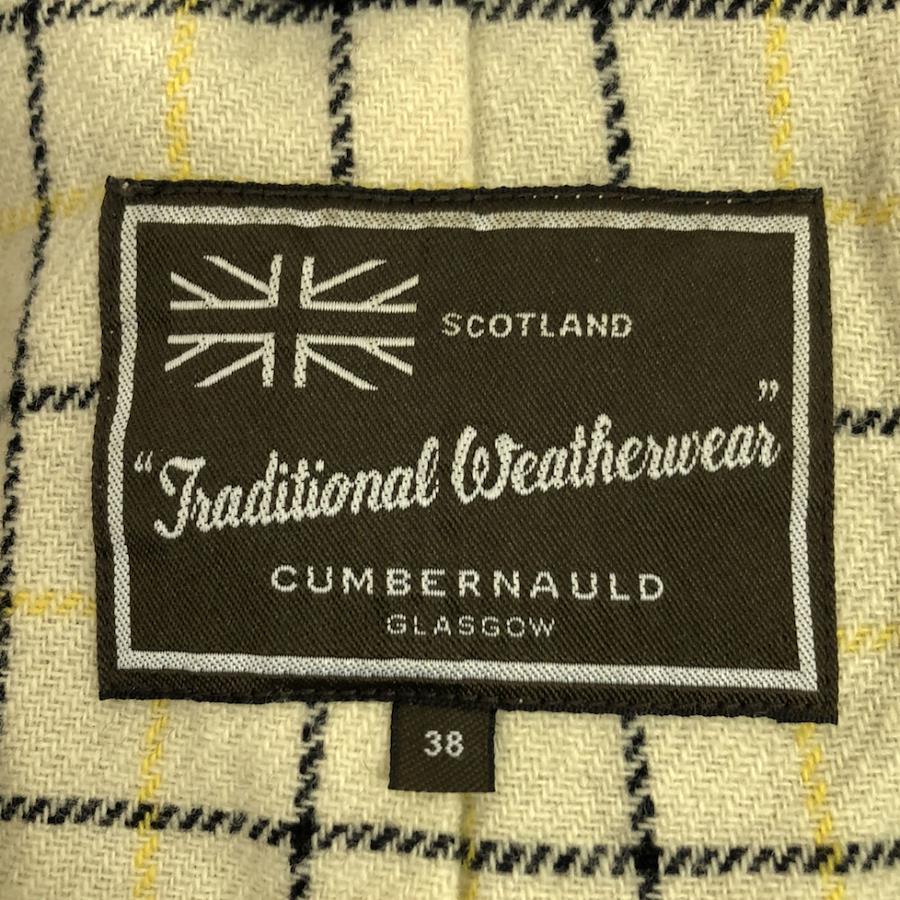 SCOTLAND
“Traditional Weatherwear”
CUMBERNAULD
GLASGOW
38